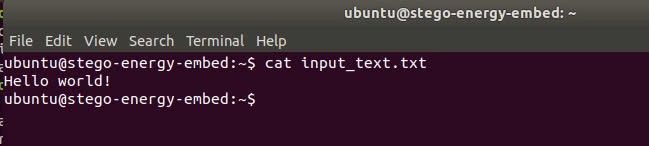 ubuntu@stego-energy-embed: ~
File Edit View Search Terminal Help
ubuntu@stego-energy-embed:~$ cat input_text.txt
Hello world!
ubuntu@stego-energy-embed:~$